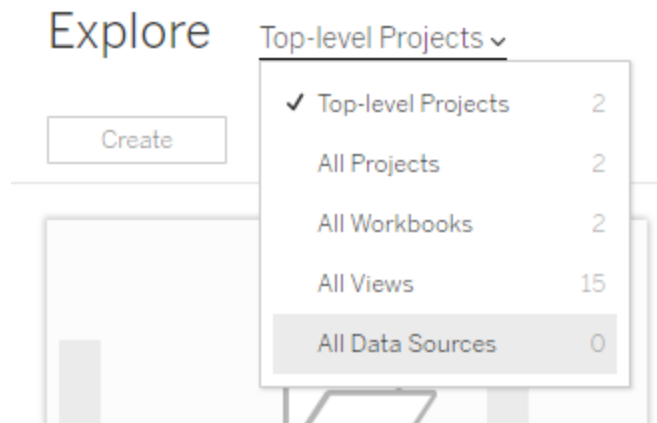 Explore Top-level Projects
Top-level Projects 2
Create
All Projects 2
All Workbooks 2
All Views 15
All Data Sources 0